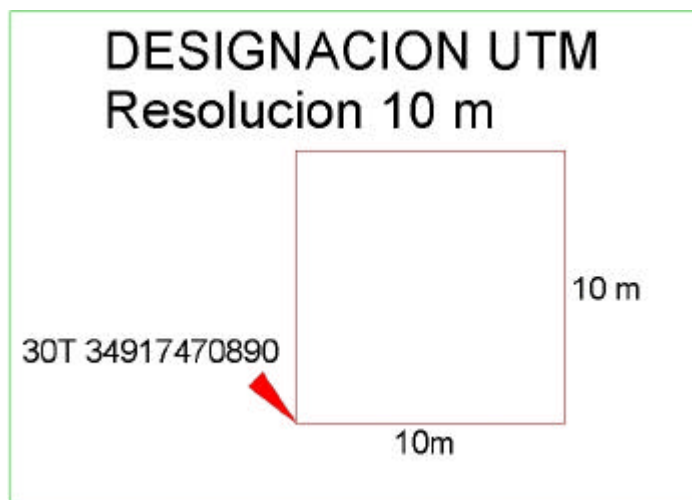 DESIGNACION UTM
Resolucion 10 m
10 m
30T 34917470890
10m